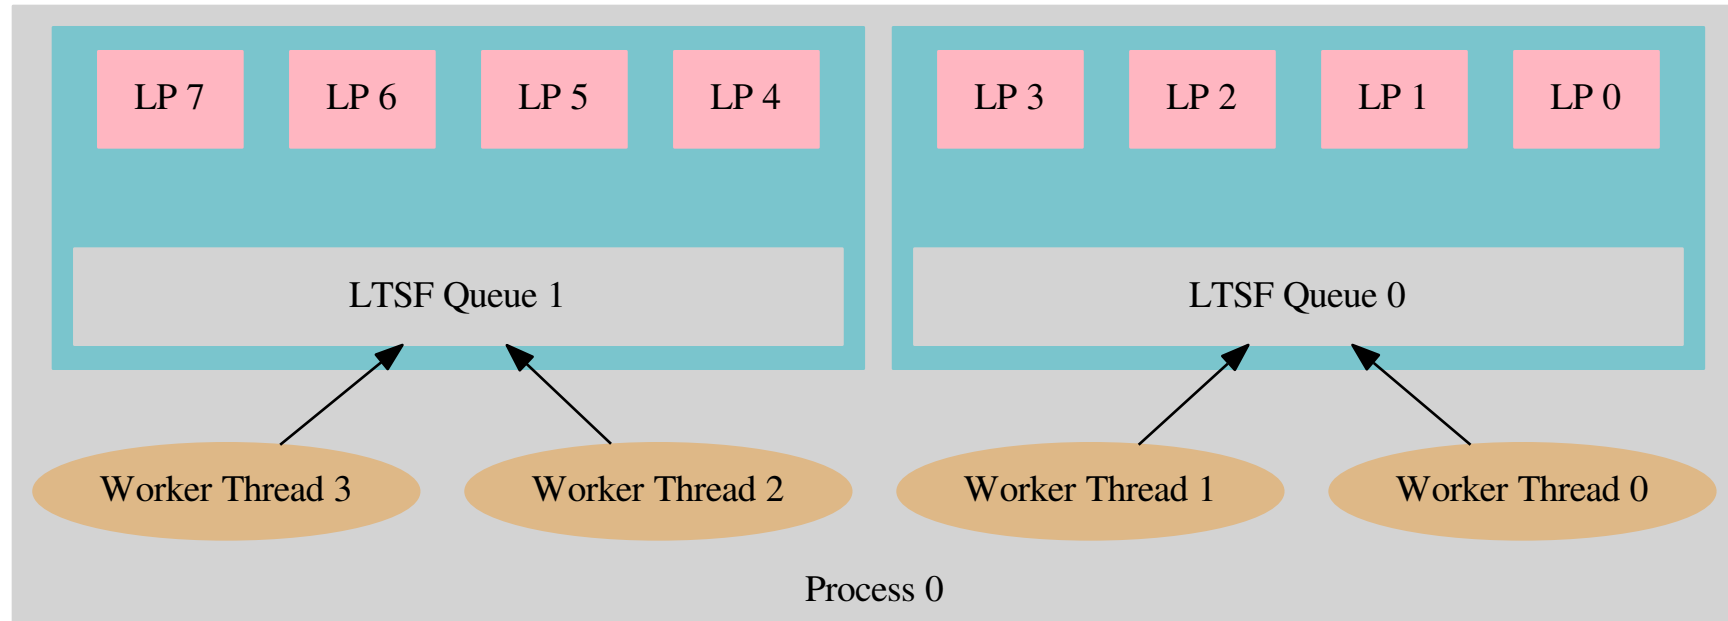 LP 7
LP 6
LP 5
LP 4
LP 3
LP 2
LP 1
LP 0
LTSF Queue 1
LTSF Queue 0
Worker Thread 3
Worker Thread 2
Worker Thread 1
Worker Thread 0
Process 0